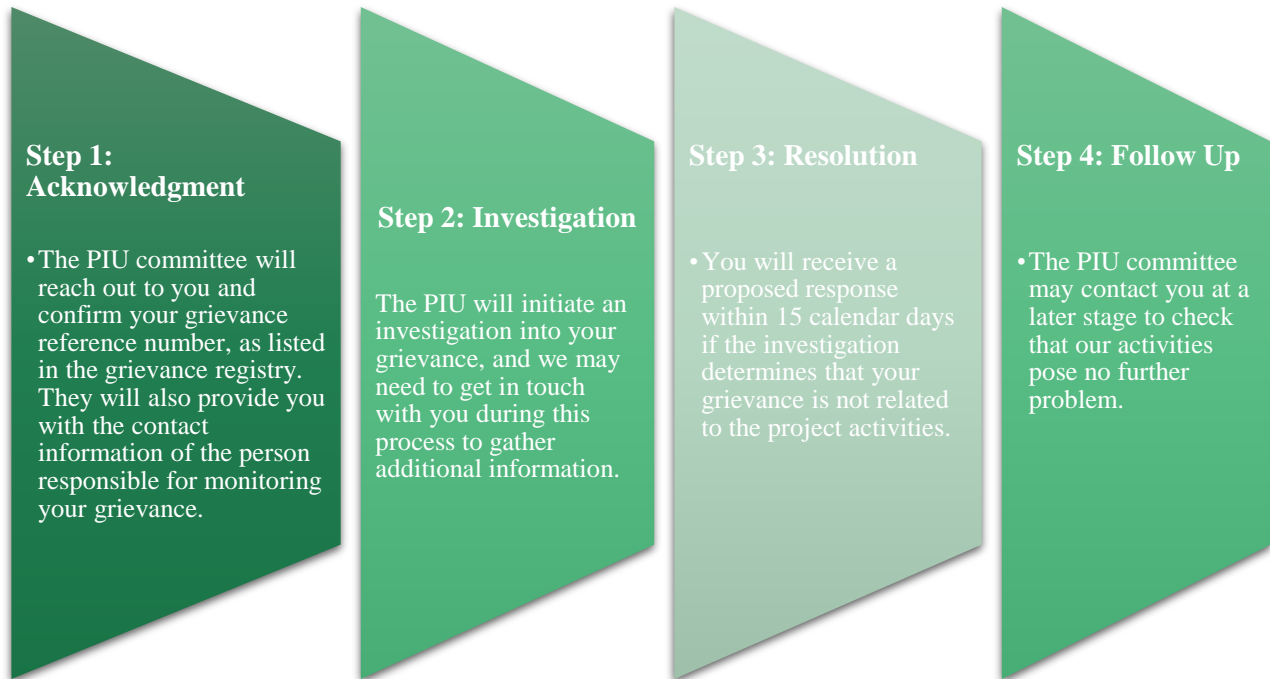 Step 1:
Acknowledgment
•The PIU committee will
reach out to you and
confirm your grievance
reference number, as listed
in the grievance registry.
They will also provide you
with the contact
information of the person
responsible for monitoring
your grievance.
Step 2: Investigation
The PIU will initiate an
investigation into your
grievance, and we may
need to get in touch
with you during this
process to gather
additional information.
Step 3: Resolution
•You will receive a
proposed response
within 15 calendar days
if the investigation
determines that your
grievance is not related
to the project activities.
Step 4: Follow Up
•The PIU committee
may contact you at a
later stage to check
that our activities
pose no further
problem.